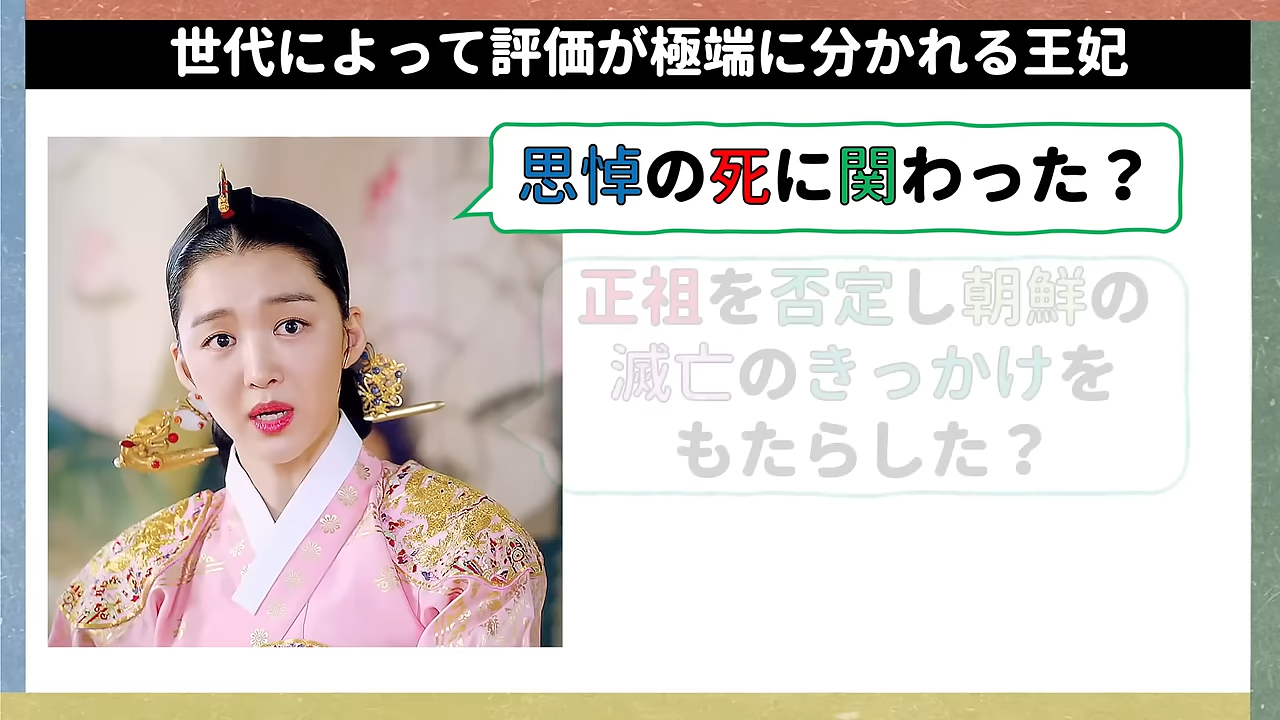 世代によって評価が極端に分かれる王妃
思悼の死に関わった？
正祖を否定し朝鮮の
滅亡のきっかけを
もたらした？